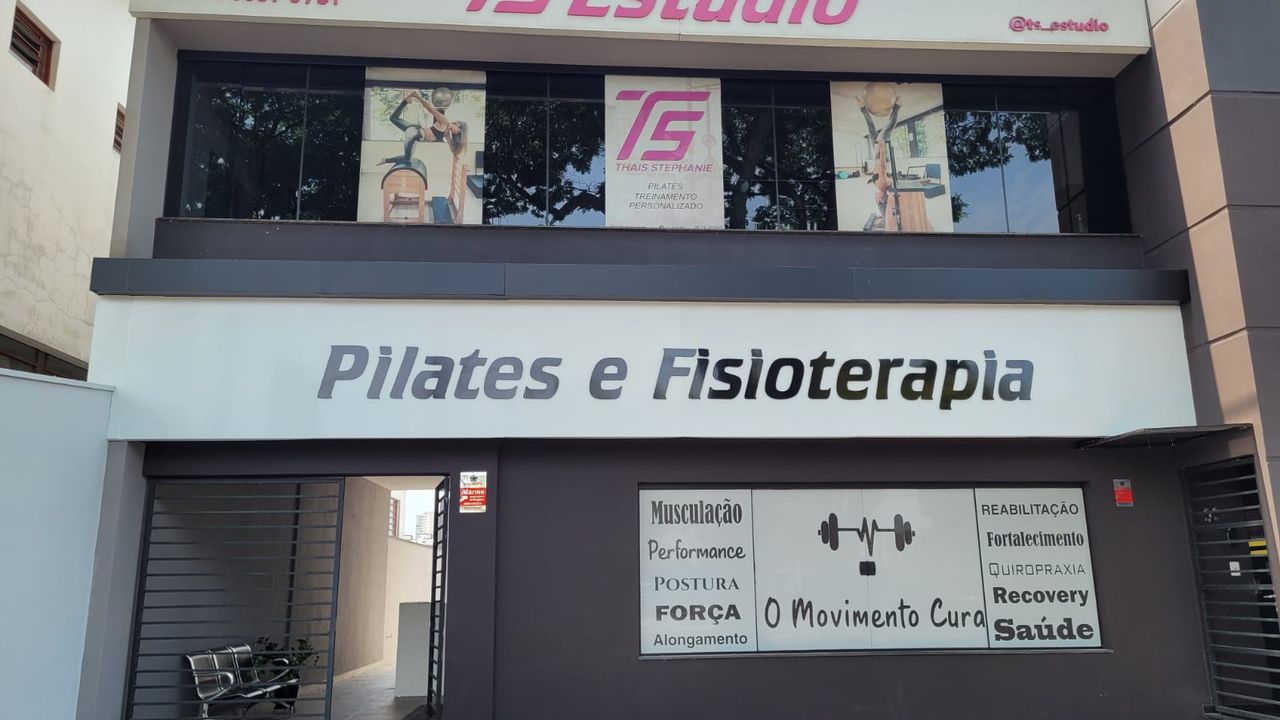 TS Estúdio
@ts_estudio
TS
THAIS STEPHANIE
PILATES
TREINAMENTO
PERSONALIZADO
Pilates e Fisioterapia
Alarme
Musculação
Performance
POSTURA
FORÇA
Alongamento
O Movimento Cura
REABILITAÇÃO
Fortalecimento
QUIROPRAXIA
Recovery
Saúde